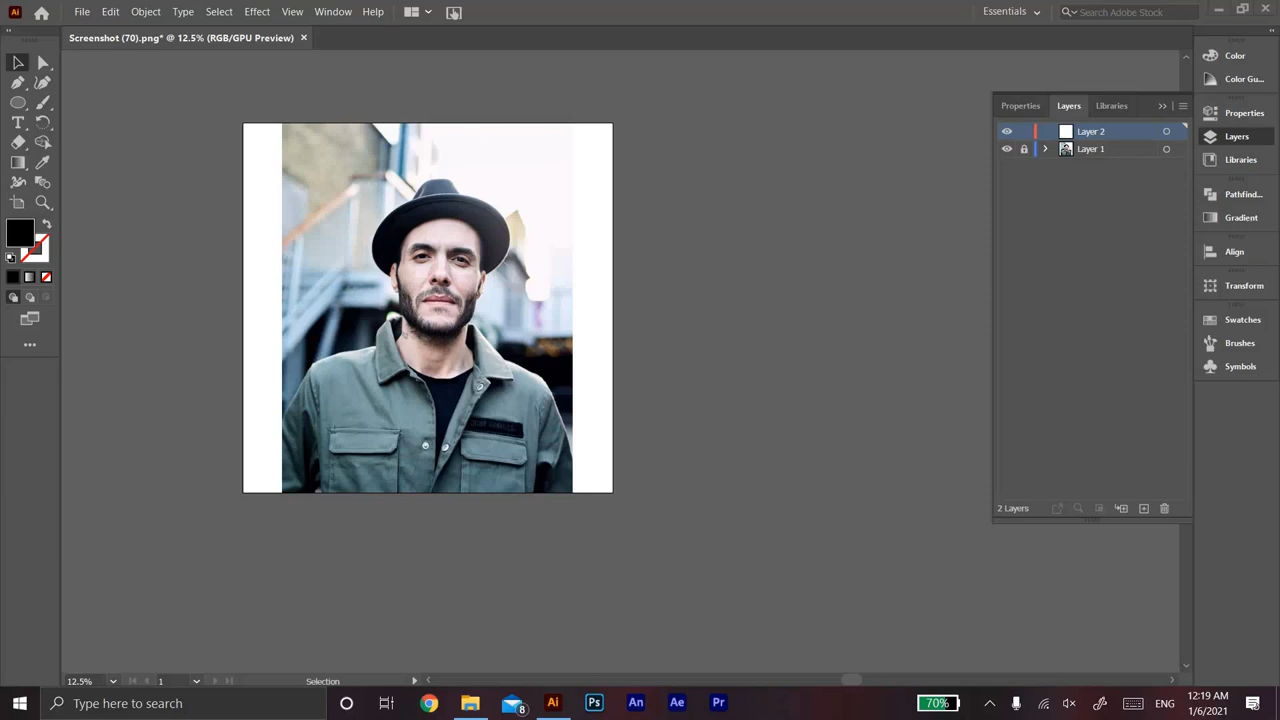 Ai File Edit Object Type Select Effect View Window Help Essentials Search Adobe Stock
Screenshot (70).png* @ 12.5% (RGB/GPU Preview)
Properties Layers Libraries
Layer 2
Layer 1
2 Layers
Color
Color Gu...
Properties
Layers
Libraries
Pathfind...
Gradient
Align
Transform
Swatches
Brushes
Symbols
12.5% 1 Selection
Type here to search
8 Ai Ps An Ae Pr
70% ENG
12:19 AM
1/6/2021